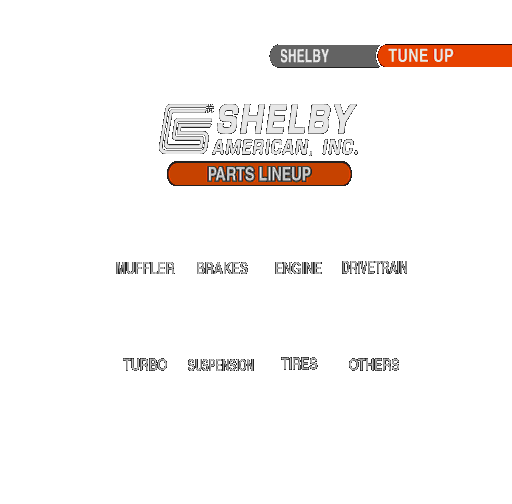 SHELBY TUNE UP
SHELBY
AMERICAN, INC.
PARTS LINEUP
MUFFLER BRAKES ENGINE DRIVETRAIN
TURBO SUSPENSION TIRES OTHERS